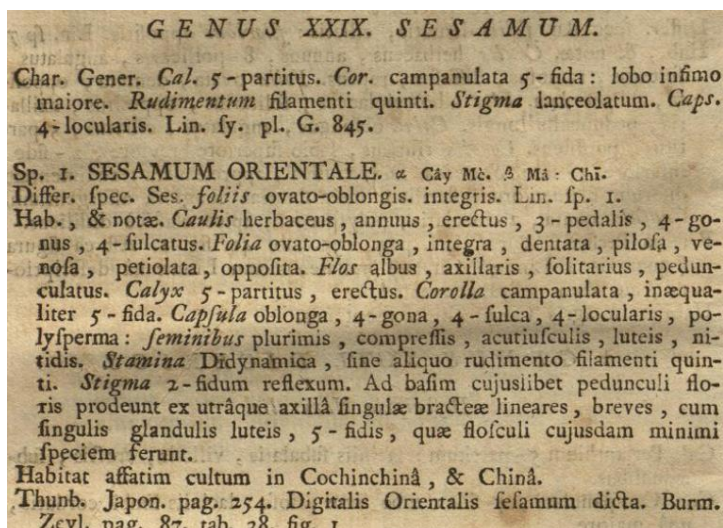 GENUS XXIX. SESAMUM.
Char. Gener. Cal. 5-partitus. Cor. campanulata 5-fida: lobo infimo
maiore. Rudimentum filamenti quinti. Stigma lanceolatum. Caps.
4-locularis. Lin. ſy. pl. G. 845.
Sp. 1. SESAMUM ORIENTALE. α Cây Mè. β Mâ: Chī.
Differ. ſpec. Ses. foliis ovato-oblongis. integris. Lin. ſp. 1.
Hab., & notæ. Caulis herbaceus, annuus, erectus, 3-pedalis, 4-go-
nus, 4-ſulcatus. Folia ovato-oblonga, integra, dentata, piloſa, ve-
noſa, petiolata, oppoſita. Flos albus, axillaris, ſolitarius, pedun-
culatus. Calyx 5-partitus, erectus. Corolla campanulata, inæqua-
liter 5-fida. Capſula oblonga, 4-gona, 4-ſulca, 4-locularis, po-
lyſperma: ſeminibus plurimis, compreſſis, acutiuſculis, luteis, ni-
tidis. Stamina Didynamica, ſine aliquo rudimento filamenti quin-
ti. Stigma 2-fidum reflexum. Ad baſim cujuslibet pedunculi flo-
ris prodeunt ex utrâque axillâ ſingulæ bracteæ lineares, breves, cum
ſingulis glandulis luteis, 5-fidis, quæ floſculi cujusdam minimi
ſpeciem ferunt.
Habitat affatim cultum in Cochinchinâ, & Chinâ.
Thunb. Japon. pag. 254. Digitalis Orientalis ſeſamum dicta. Burm.
Zeyl. pag. 87. tab. 38. fig. 1.